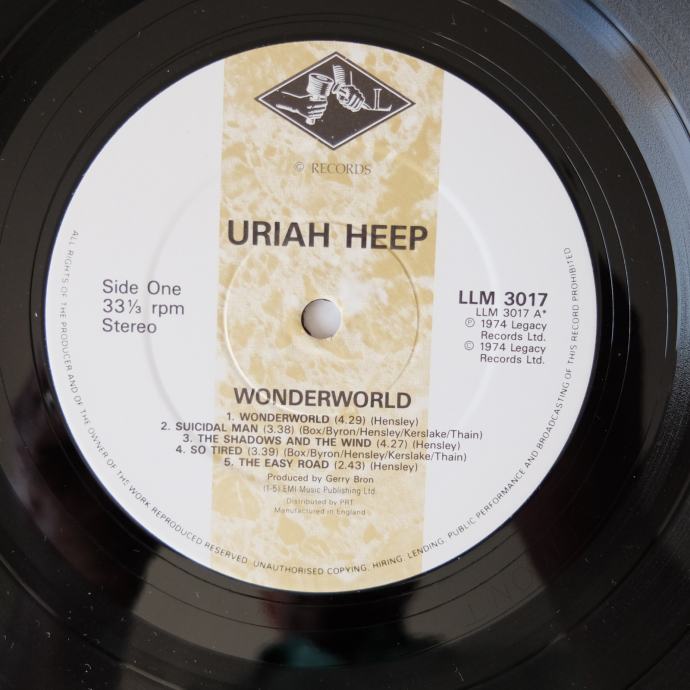 L
© RECORDS
URIAH HEEP
Side One
33⅓ rpm
Stereo
LLM 3017
LLM 3017 A*
℗ 1974 Legacy
Records Ltd.
© 1974 Legacy
Records Ltd.
WONDERWORLD
1. WONDERWORLD (4.29) (Hensley)
2. SUICIDAL MAN (3.38) (Box/Byron/Hensley/Kerslake/Thain)
3. THE SHADOWS AND THE WIND (4.27) (Hensley)
4. SO TIRED (3.39) (Box/Byron/Hensley/Kerslake/Thain)
5. THE EASY ROAD (2.43) (Hensley)
Produced by Gerry Bron
(1-5) EMI Music Publishing Ltd.
Distributed by PRT
Manufactured in England
ALL RIGHTS OF THE PRODUCER AND OF THE OWNER OF THE WORK REPRODUCED RESERVED. UNAUTHORISED COPYING, HIRING, LENDING, PUBLIC PERFORMANCE AND BROADCASTING OF THIS RECORD PROHIBITED